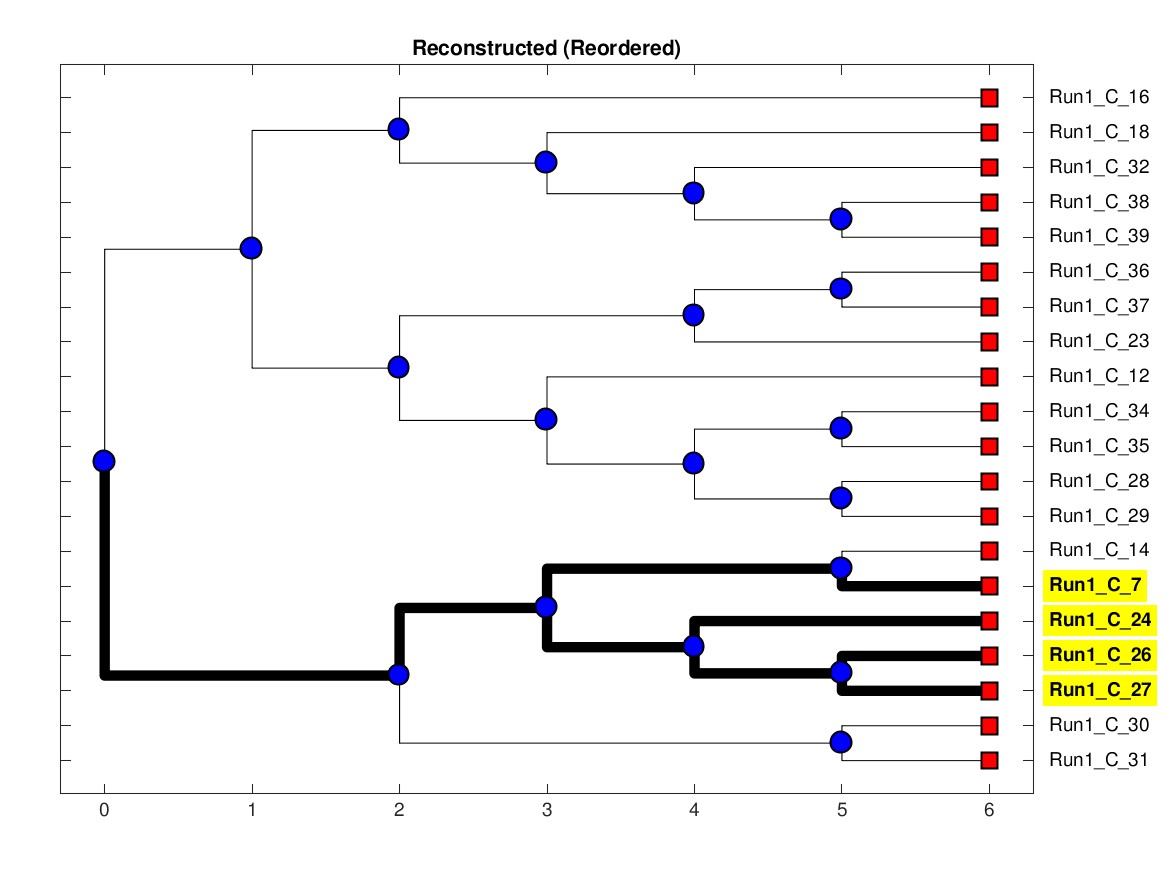 Reconstructed (Reordered)
Run1_C_16
Run1_C_18
Run1_C_32
Run1_C_38
Run1_C_39
Run1_C_36
Run1_C_37
Run1_C_23
Run1_C_12
Run1_C_34
Run1_C_35
Run1_C_28
Run1_C_29
Run1_C_14
Run1_C_7
Run1_C_24
Run1_C_26
Run1_C_27
Run1_C_30
Run1_C_31
0 1 2 3 4 5 6